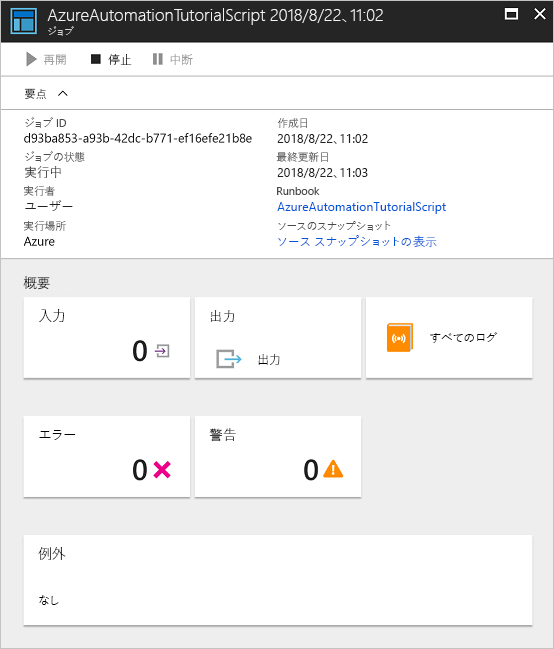 AzureAutomationTutorialScript 2018/8/22、11:02
ジョブ
再開 停止 中断
要点
ジョブ ID
d93ba853-a93b-42dc-b771-ef16efe21b8e
ジョブの状態
実行中
実行者
ユーザー
実行場所
Azure
作成日
2018/8/22、11:02
最終更新日
2018/8/22、11:03
Runbook
AzureAutomationTutorialScript
ソースのスナップショット
ソース スナップショットの表示
概要
入力
0
出力
出力
すべてのログ
エラー
0
警告
0
例外
なし